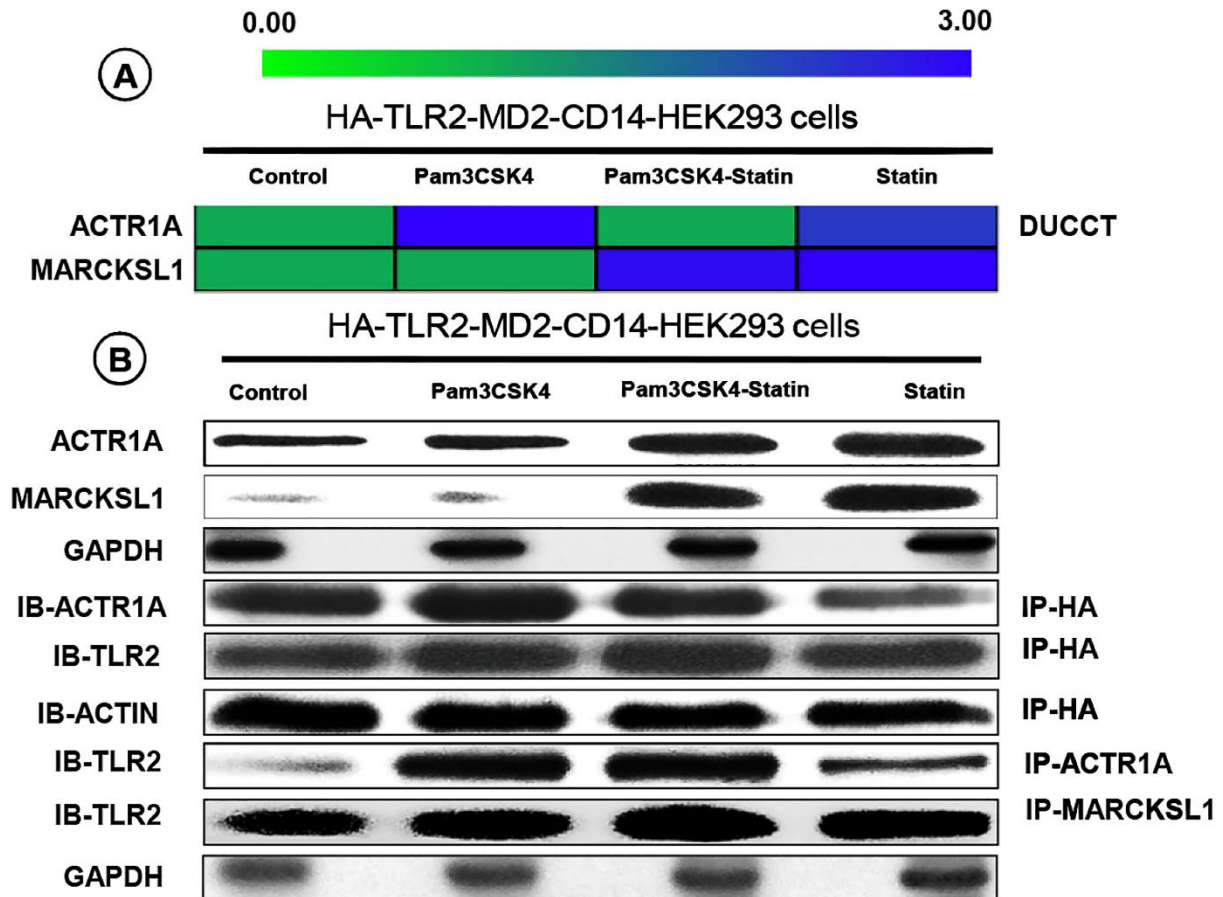 0.00 3.00
A
HA-TLR2-MD2-CD14-HEK293 cells
Control Pam3CSK4 Pam3CSK4-Statin Statin
ACTR1A DUCCT
MARCKSL1
HA-TLR2-MD2-CD14-HEK293 cells
B
Control Pam3CSK4 Pam3CSK4-Statin Statin
ACTR1A
MARCKSL1
GAPDH
IB-ACTR1A IP-HA
IB-TLR2 IP-HA
IB-ACTIN IP-HA
IB-TLR2 IP-ACTR1A
IB-TLR2 IP-MARCKSL1
GAPDH